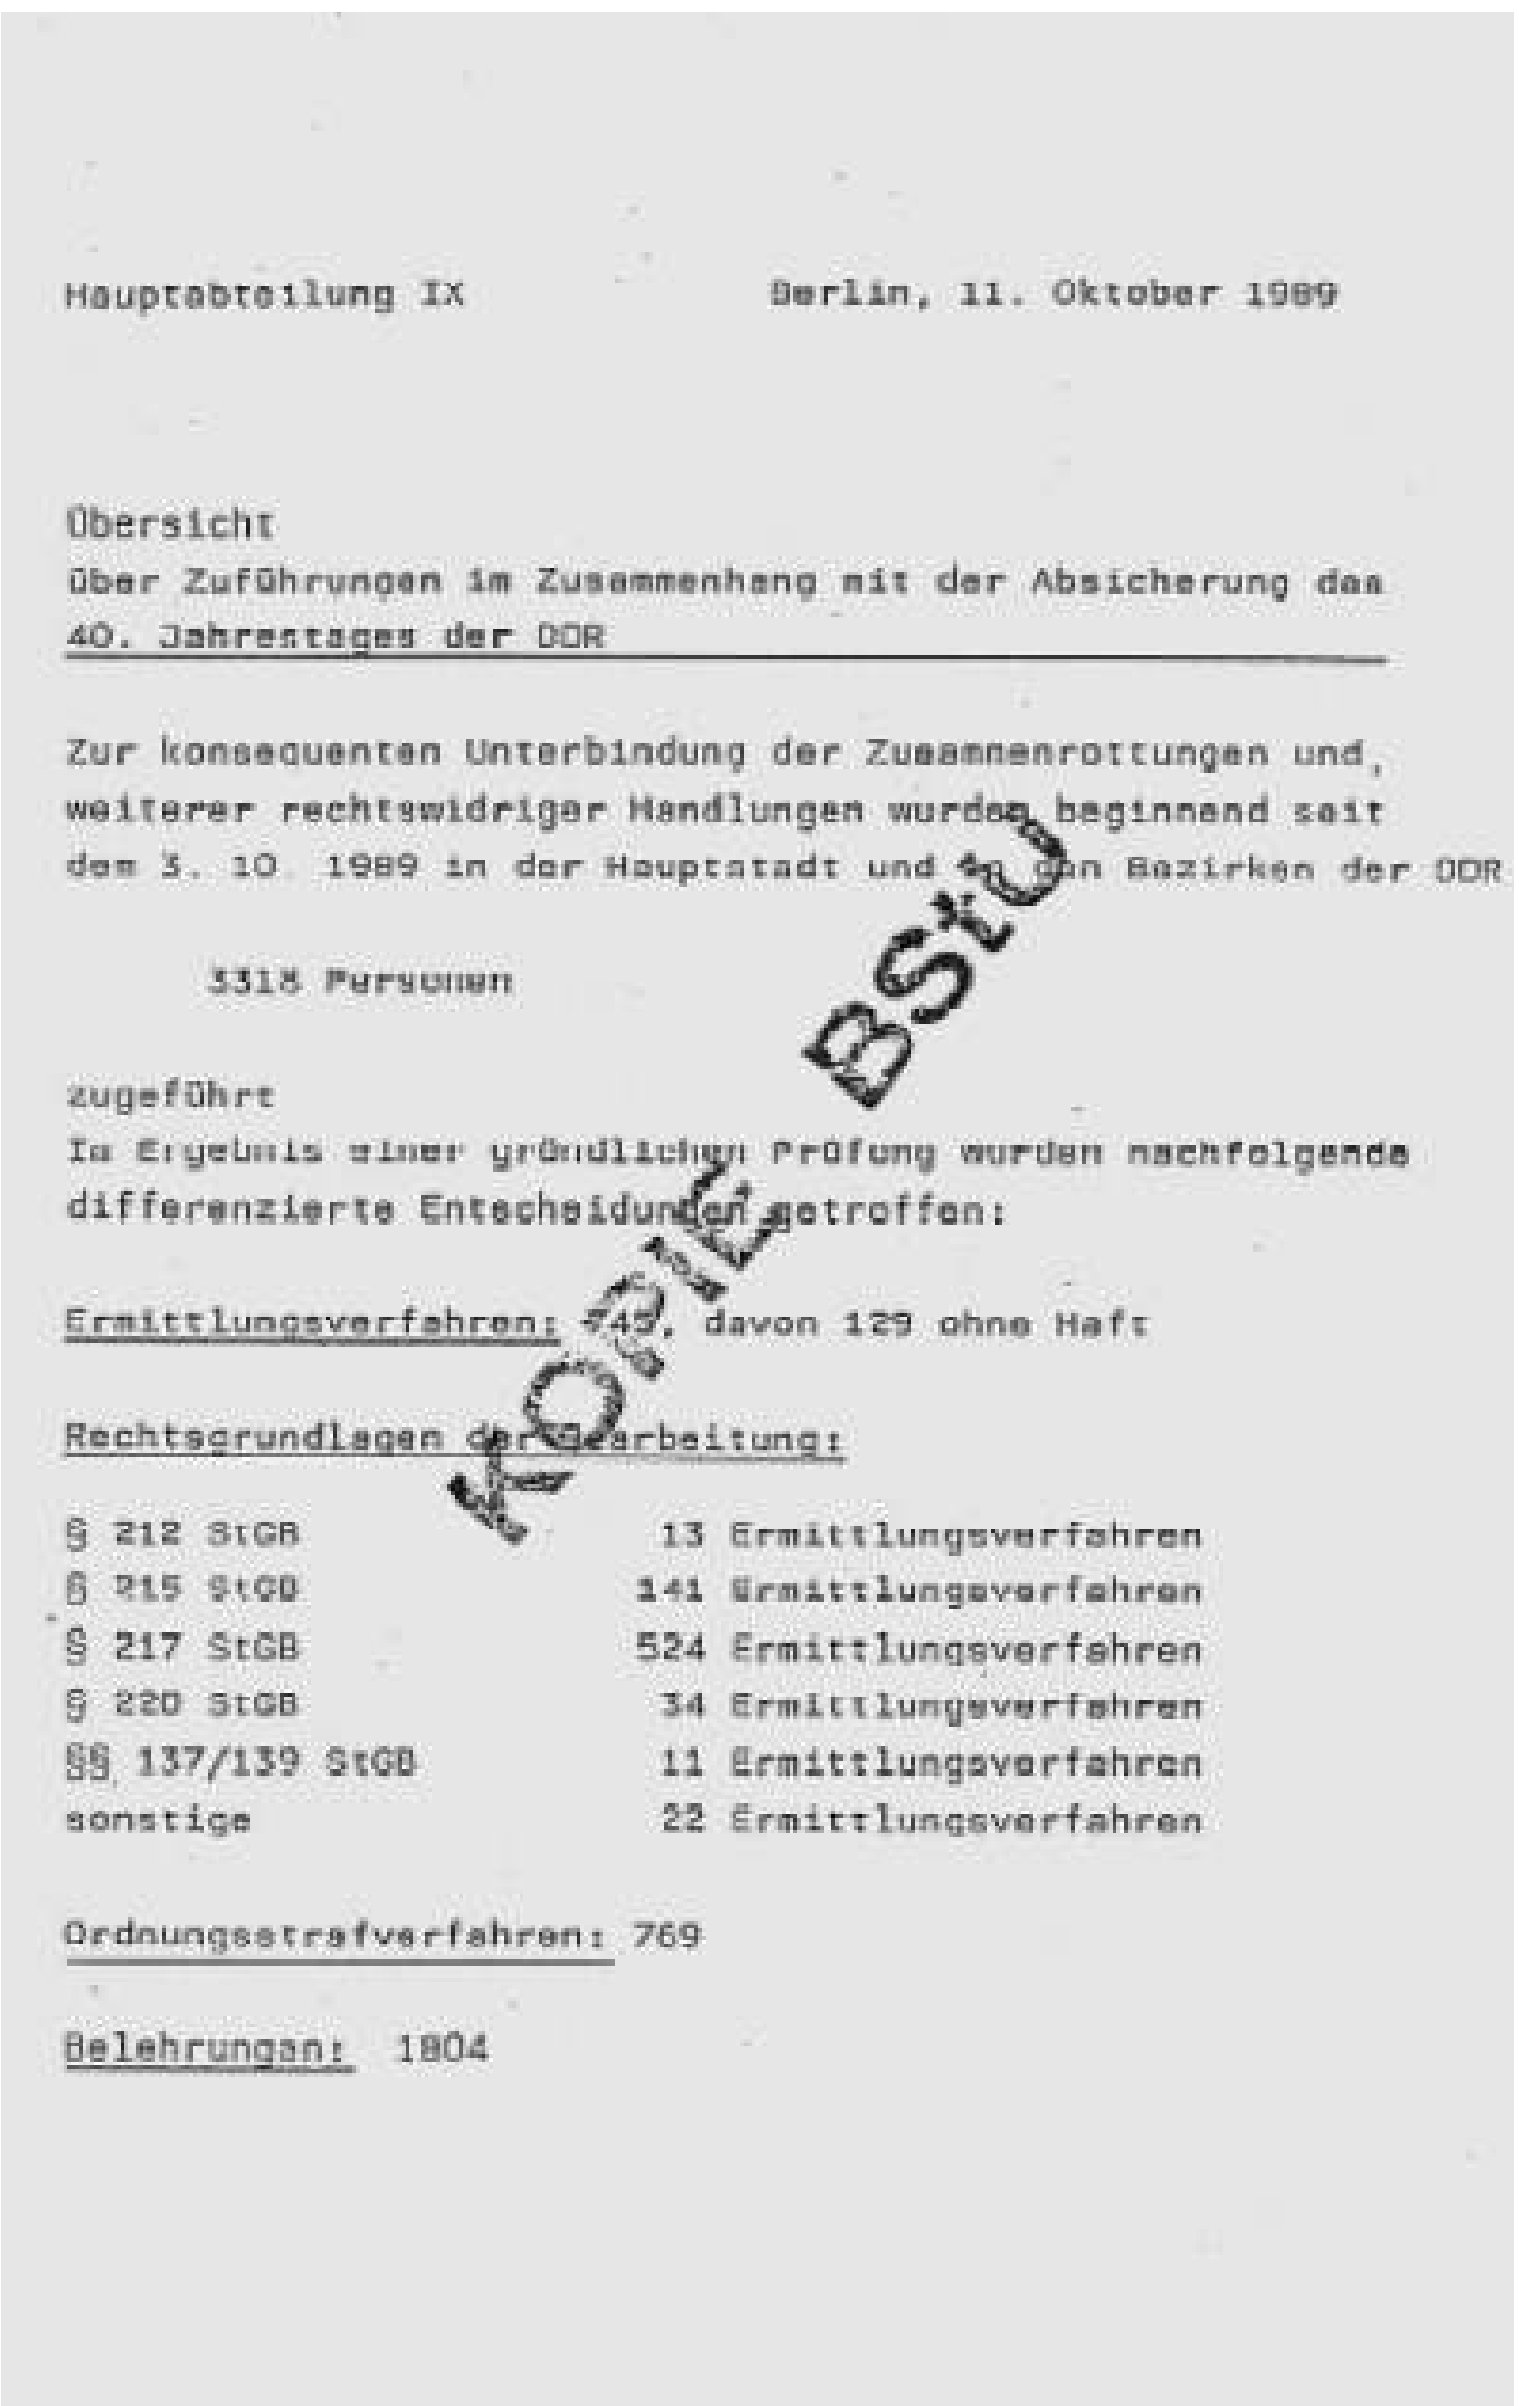 Hauptabteilung IX Berlin, 11. Oktober 1989
Übersicht
über Zuführungen im Zusammenhang mit der Absicherung des
40. Jahrestages der DDR
Zur konsequenten Unterbindung der Zusammenrottungen und,
weiterer rechtswidriger Handlungen wurden beginnend seit
dem 3. 10. 1989 in der Hauptstadt und in den Bezirken der DDR
3318 Personen
zugeführt
Im Ergebnis einer gründlichen Prüfung wurden nachfolgende
differenzierte Entscheidungen getroffen:
Ermittlungsverfahren: 745, davon 129 ohne Haft
Rechtsgrundlagen der Bearbeitung:
§ 212 StGB 13 Ermittlungsverfahren
§ 215 StGB 141 Ermittlungsverfahren
§ 217 StGB 524 Ermittlungsverfahren
§ 220 StGB 34 Ermittlungsverfahren
§§ 137/139 StGB 11 Ermittlungsverfahren
sonstige 22 Ermittlungsverfahren
Ordnungsstrafverfahren: 769
Belehrungen: 1804
KOPIE BStU